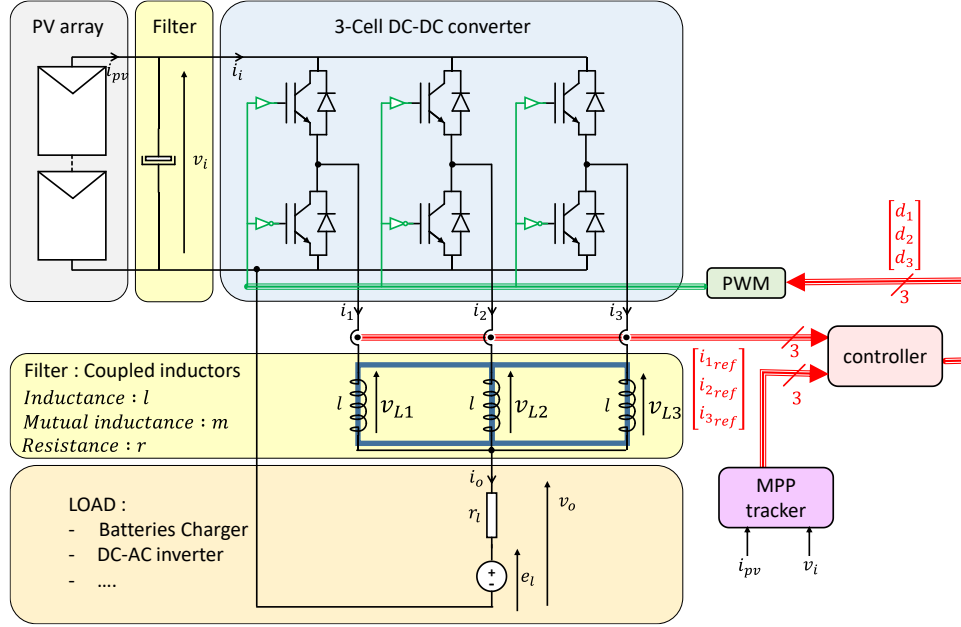 PV array
Filter
3-Cell DC-DC converter
i_pv
i_i
v_i
[d_1
d_2
d_3]
PWM
3
i_1
i_2
i_3
3
controller
Filter : Coupled inductors
Inductance : l
Mutual inductance : m
Resistance : r
l
v_L1
l
v_L2
l
v_L3
[i_1ref
i_2ref
i_3ref]
3
LOAD :
- Batteries Charger
- DC-AC inverter
- ....
i_o
r_l
v_o
e_l
MPP
tracker
i_pv
v_i